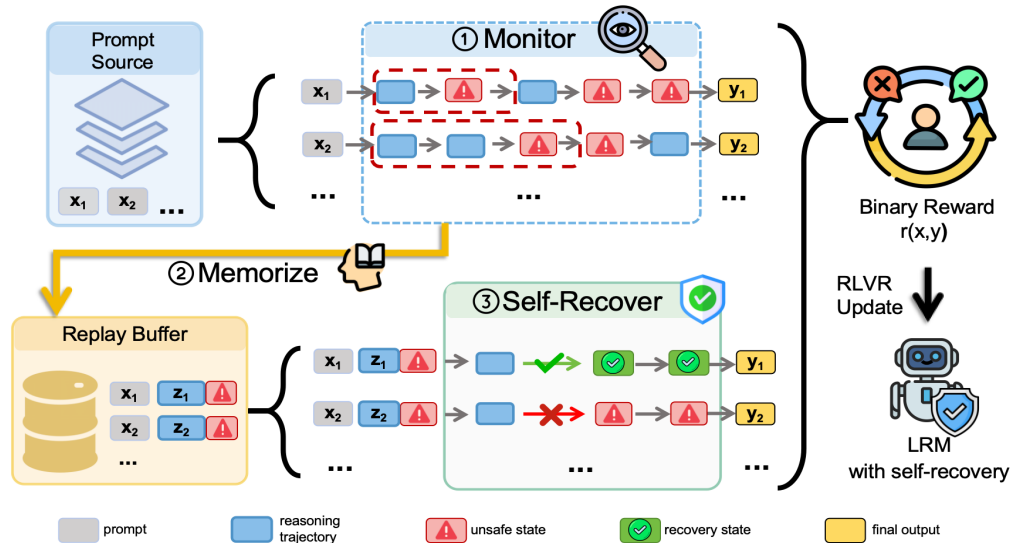 Prompt
Source
x₁ x₂ ...
① Monitor
x₁ y₁
x₂ y₂
... ... ...
② Memorize
Binary Reward
r(x,y)
RLVR
Update
LRM
with self-recovery
Replay Buffer
x₁ z₁
x₂ z₂
...
③ Self-Recover
x₁ z₁ y₁
x₂ z₂ y₂
... ... ...
prompt
reasoning
trajectory
unsafe state
recovery state
final output